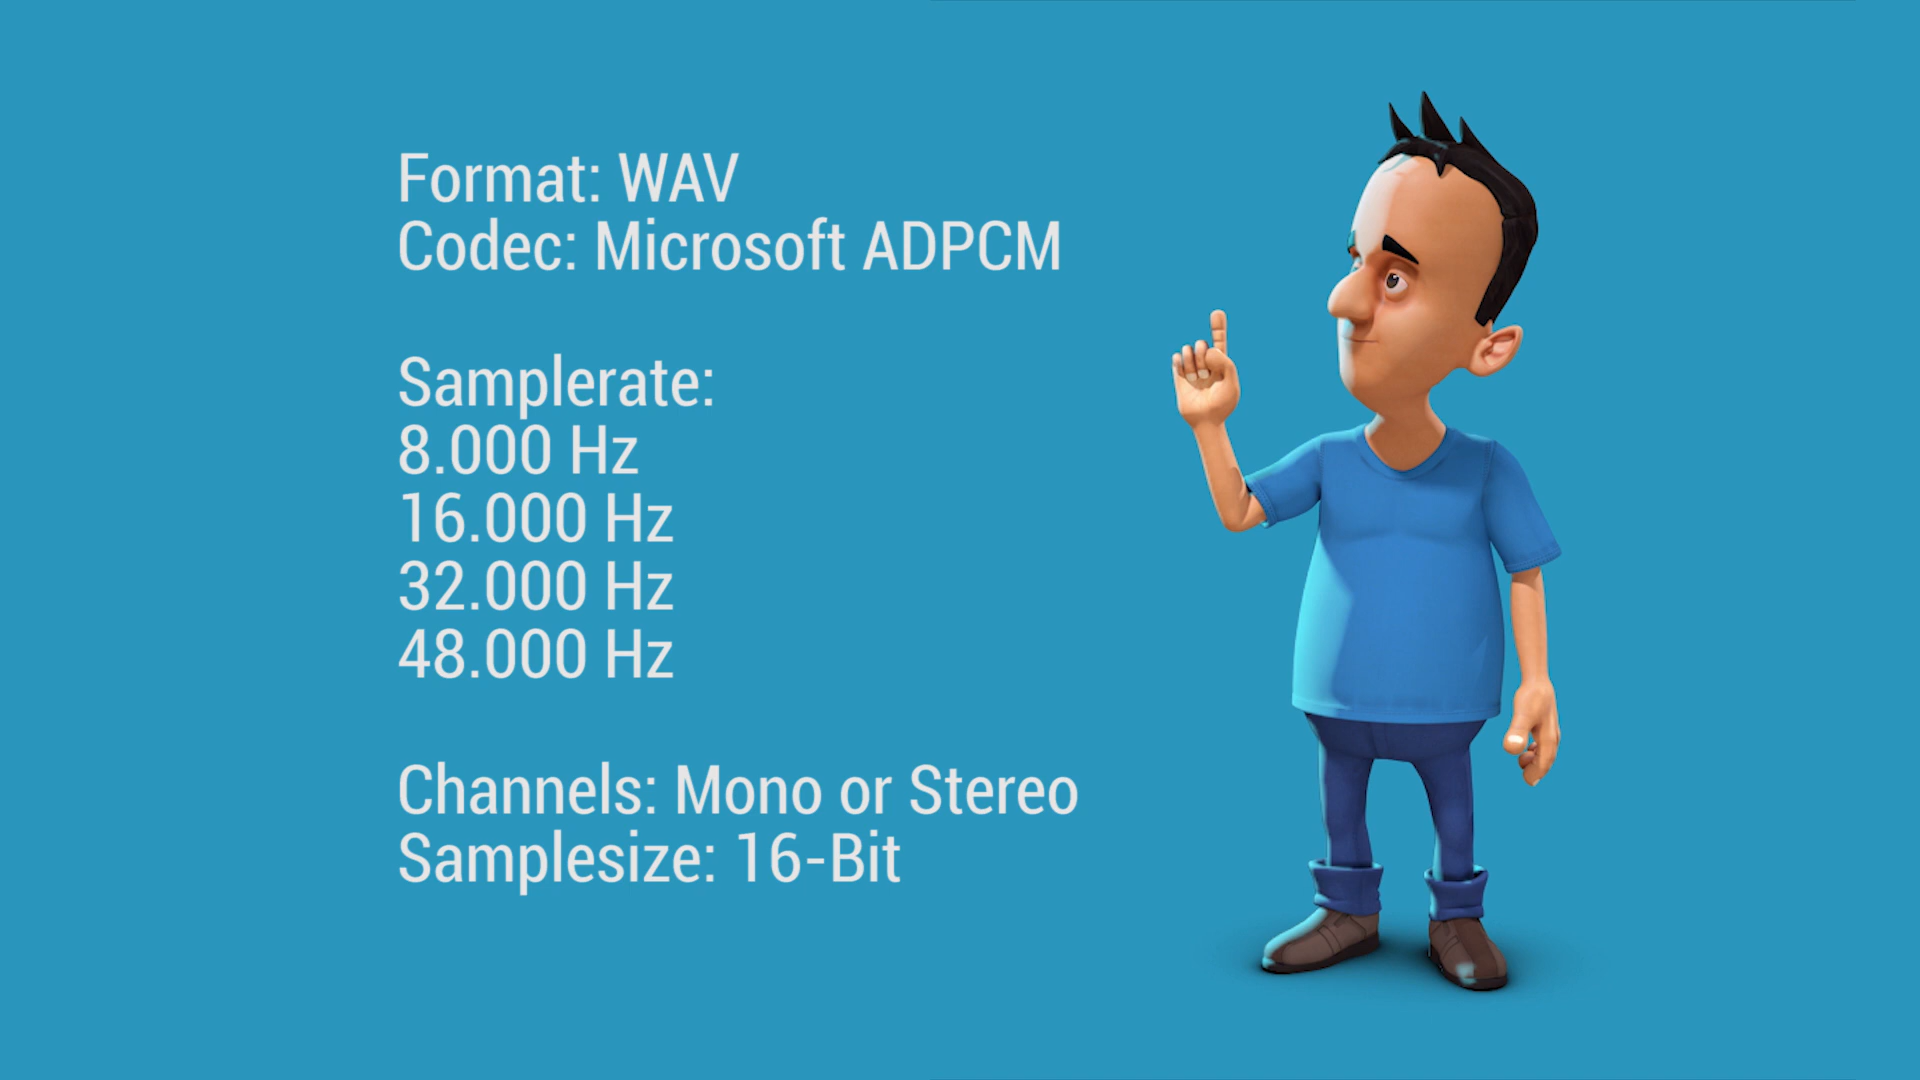 Format: WAV
Codec: Microsoft ADPCM
Samplerate:
8.000 Hz
16.000 Hz
32.000 Hz
48.000 Hz
Channels: Mono or Stereo
Samplesize: 16-Bit